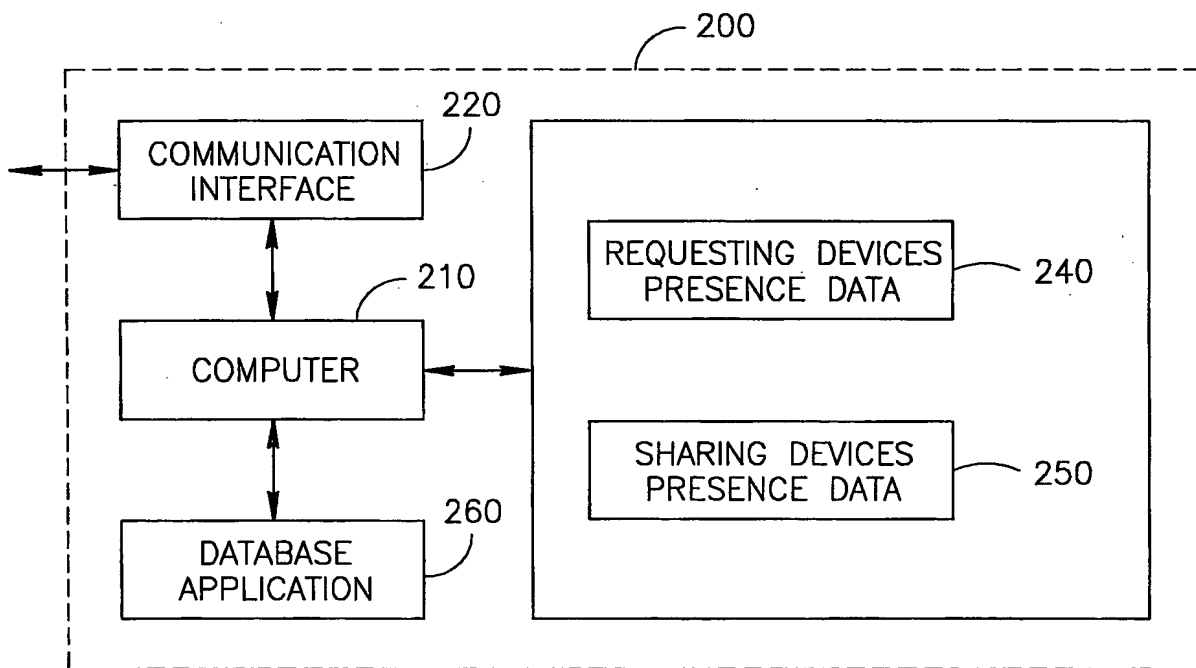 200
220
COMMUNICATION
INTERFACE
210
REQUESTING DEVICES
PRESENCE DATA
240
COMPUTER
SHARING DEVICES
PRESENCE DATA
250
260
DATABASE
APPLICATION